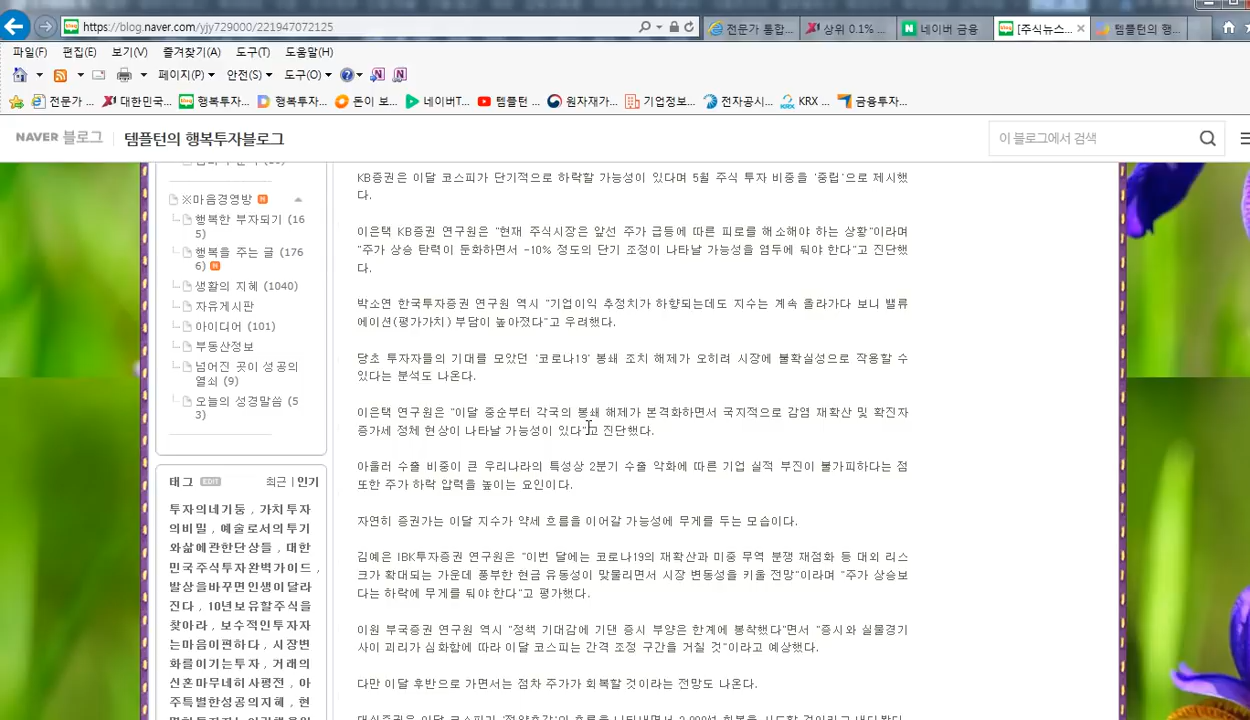 https://blog.naver.com/yjy729000/221947072125
전문가 통합...
상위 0.1% ...
네이버 금융
[주식뉴스...
템플턴의 행...
파일(F) 편집(E) 보기(V) 즐겨찾기(A) 도구(T) 도움말(H)
페이지(P) 안전(S) 도구(O)
전문가 ... 대한민국... 행복투자... 행복투자... 돈이 보... 네이버T... 템플턴 ... 원자재가... 기업정보... 전자공시... KRX ... 금융투자...
NAVER 블로그 템플턴의 행복투자블로그
이 블로그에서 검색
※마음경영방 N
행복한 부자되기 (16
5)
행복을 주는 글 (176
6) N
생활의 지혜 (1040)
자유게시판
아이디어 (101)
부동산정보
넘어진 곳이 성공의
열쇠 (9)
오늘의 성경말씀 (5
3)
태그 EDIT 최근 | 인기
투자의네기둥 , 가치투자
의비밀 , 예술로서의투기
와삶에관한단상들 , 대한
민국주식투자완벽가이드 ,
발상을바꾸면인생이달라
진다 , 10년보유할주식을
찾아라 , 보수적인투자자
는마음이편하다 , 시장변
화를이기는투자 , 거래의
신혼마무네히사평전 , 아
주특별한성공의지혜 , 현
KB증권은 이달 코스피가 단기적으로 하락할 가능성이 있다며 5월 주식 투자 비중을 '중립'으로 제시했
다.
이은택 KB증권 연구원은 "현재 주식시장은 앞선 주가 급등에 따른 피로를 해소해야 하는 상황"이라며
"주가 상승 탄력이 둔화하면서 -10% 정도의 단기 조정이 나타날 가능성을 염두에 둬야 한다"고 진단했
다.
박소연 한국투자증권 연구원 역시 "기업이익 추정치가 하향되는데도 지수는 계속 올라가다 보니 밸류
에이션(평가가치) 부담이 높아졌다"고 우려했다.
당초 투자자들의 기대를 모았던 '코로나19' 봉쇄 조치 해제가 오히려 시장에 불확실성으로 작용할 수
있다는 분석도 나온다.
이은택 연구원은 "이달 중순부터 각국의 봉쇄 해제가 본격화하면서 국지적으로 감염 재확산 및 확진자
증가세 정체 현상이 나타날 가능성이 있다"고 진단했다.
아울러 수출 비중이 큰 우리나라의 특성상 2분기 수출 악화에 따른 기업 실적 부진이 불가피하다는 점
또한 주가 하락 압력을 높이는 요인이다.
자연히 증권가는 이달 지수가 약세 흐름을 이어갈 가능성에 무게를 두는 모습이다.
김예은 IBK투자증권 연구원은 "이번 달에는 코로나19의 재확산과 미중 무역 분쟁 재점화 등 대외 리스
크가 확대되는 가운데 풍부한 현금 유동성이 맞물리면서 시장 변동성을 키울 전망"이라며 "주가 상승보
다는 하락에 무게를 둬야 한다"고 평가했다.
이원 부국증권 연구원 역시 "정책 기대감에 기댄 증시 부양은 한계에 봉착했다"면서 "증시와 실물경기
사이 괴리가 심화함에 따라 이달 코스피는 간격 조정 구간을 거칠 것"이라고 예상했다.
다만 이달 후반으로 가면서는 점차 주가가 회복할 것이라는 전망도 나온다.